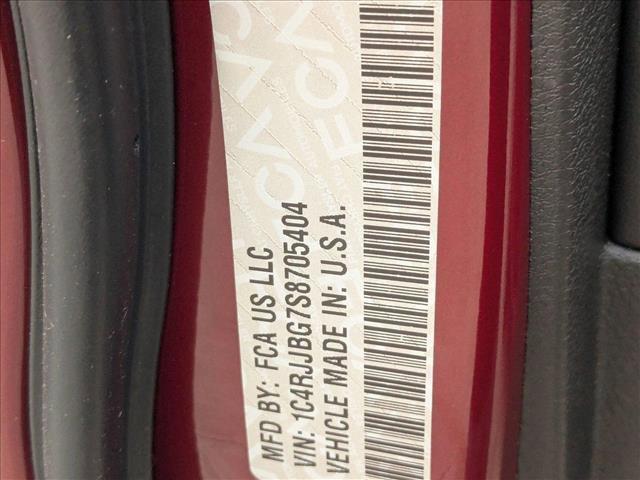 MFD BY: FCA US LLC
VIN: 1C4RJJBG7S8705404
VEHICLE MADE IN: U.S.A.